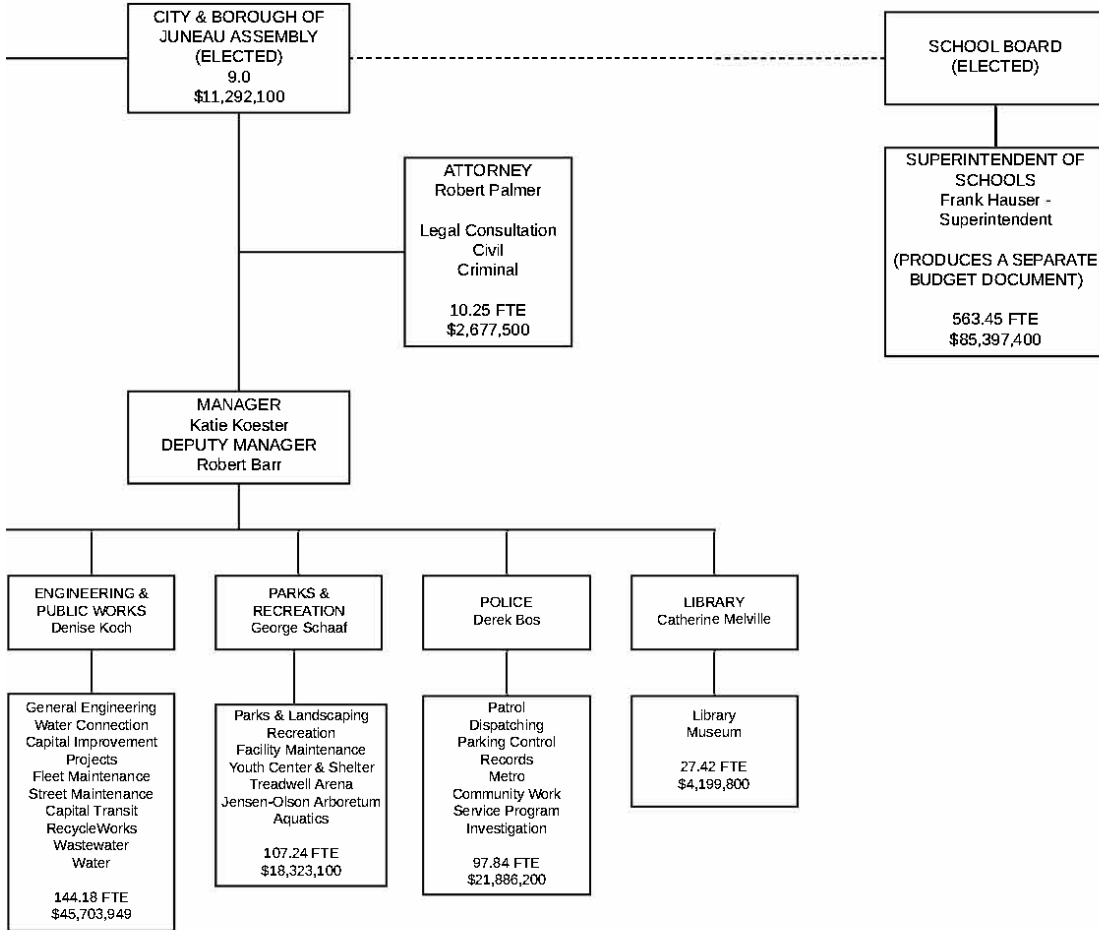 CITY & BOROUGH OF
JUNEAU ASSEMBLY
(ELECTED)
9.0
$11,292,100
SCHOOL BOARD
(ELECTED)
ATTORNEY
Robert Palmer
Legal Consultation
Civil
Criminal
10.25 FTE
$2,677,500
SUPERINTENDENT OF
SCHOOLS
Frank Hauser -
Superintendent
(PRODUCES A SEPARATE
BUDGET DOCUMENT)
563.45 FTE
$85,397,400
MANAGER
Katie Koester
DEPUTY MANAGER
Robert Barr
ENGINEERING &
PUBLIC WORKS
Denise Koch
PARKS &
RECREATION
George Schaaf
POLICE
Derek Bos
LIBRARY
Catherine Melville
General Engineering
Water Connection
Capital Improvement
Projects
Fleet Maintenance
Street Maintenance
Capital Transit
RecycleWorks
Wastewater
Water
144.18 FTE
$45,703,949
Parks & Landscaping
Recreation
Facility Maintenance
Youth Center & Shelter
Treadwell Arena
Jensen-Olson Arboretum
Aquatics
107.24 FTE
$18,323,100
Patrol
Dispatching
Parking Control
Records
Metro
Community Work
Service Program
Investigation
97.84 FTE
$21,886,200
Library
Museum
27.42 FTE
$4,199,800